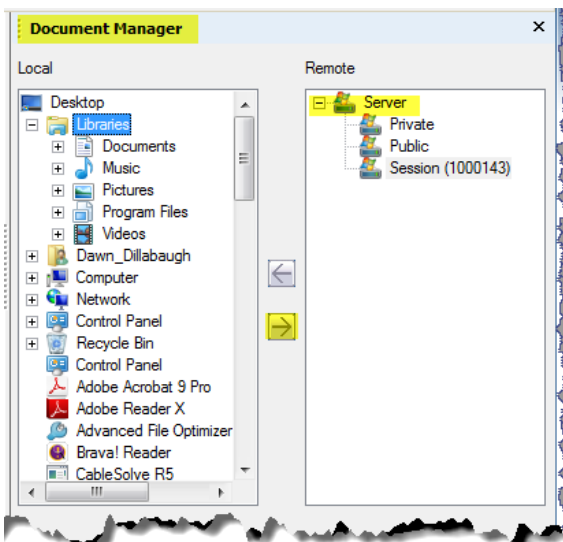 Document Manager
Local
Remote
Desktop
Libraries
Documents
Music
Pictures
Program Files
Videos
Dawn_Dillabaugh
Computer
Network
Control Panel
Recycle Bin
Control Panel
Adobe Acrobat 9 Pro
Adobe Reader X
Advanced File Optimizer
Brava! Reader
CableSolve R5
Server
Private
Public
Session (1000143)